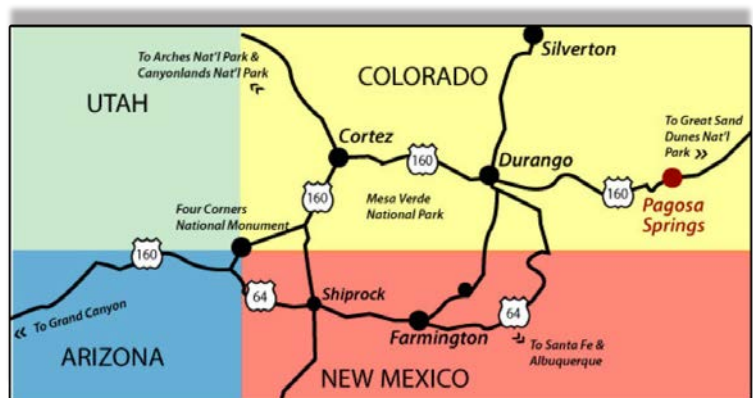 Silverton
To Arches Nat'l Park &
Canyonlands Nat'l Park
COLORADO
UTAH
To Great Sand
Dunes Nat'l
Park
Cortez
160
Durango
160
160
Mesa Verde
National Park
Pagosa
Springs
Four Corners
National Monument
160
64
Shiprock
64
To Grand Canyon
Farmington
To Santa Fe &
Albuquerque
ARIZONA
NEW MEXICO